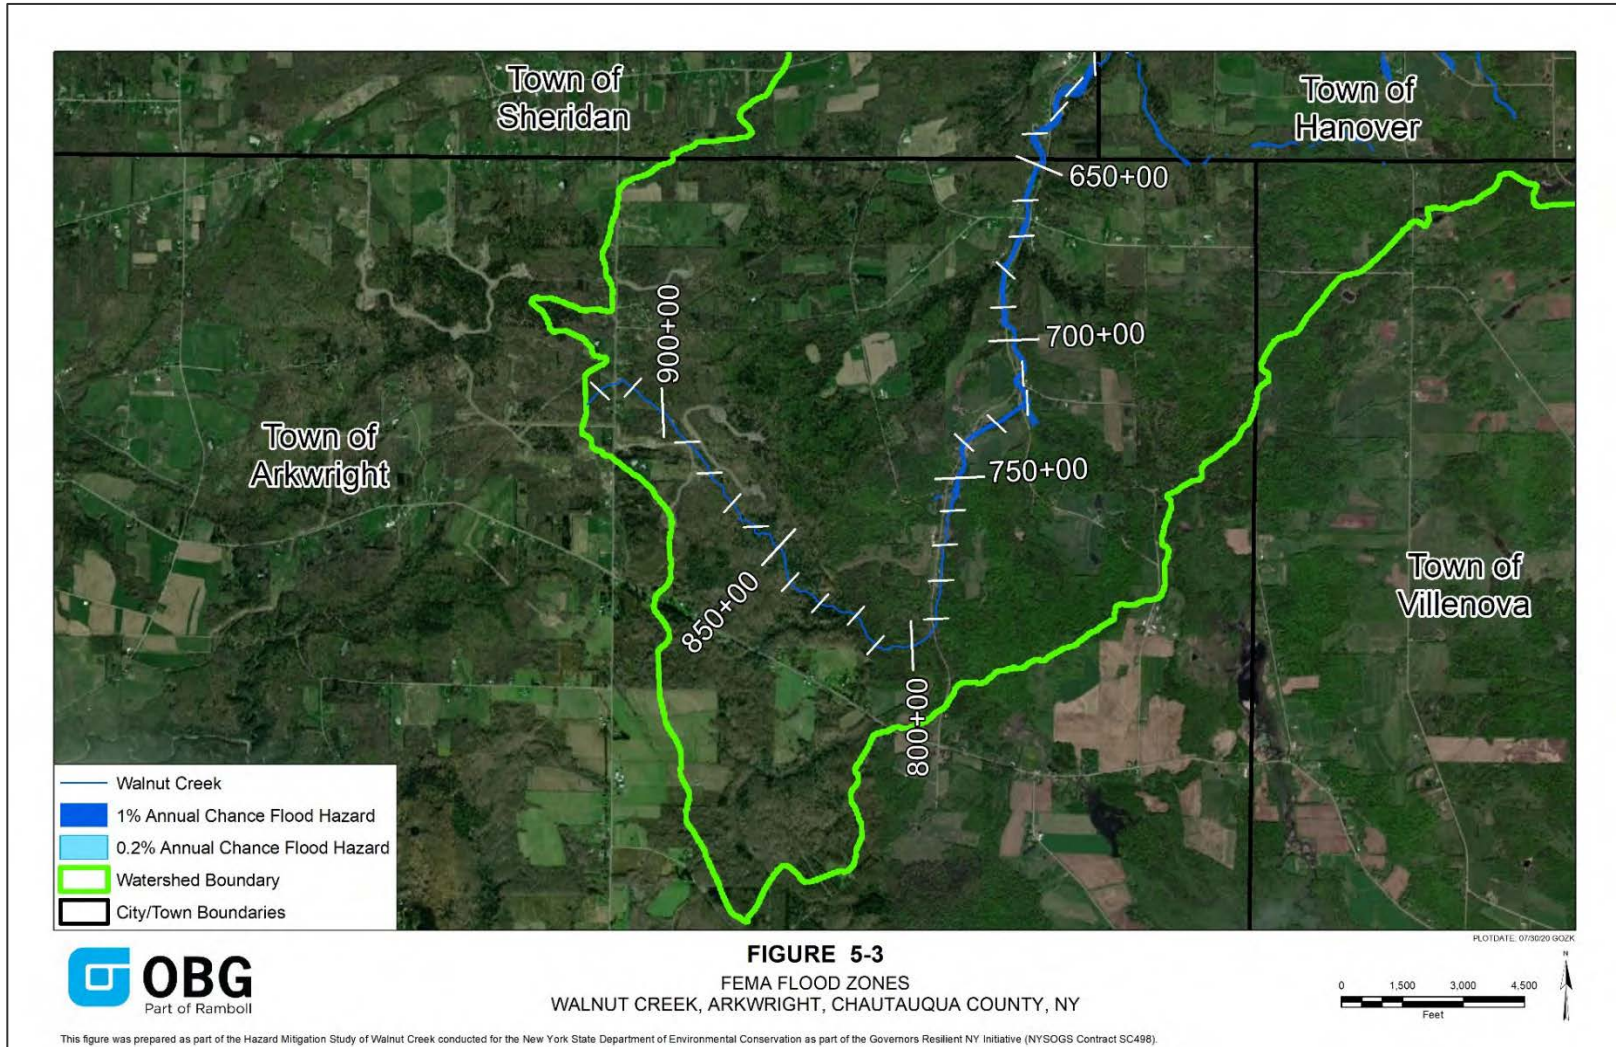 Town of
Sheridan
Town of
Hanover
650+00
900+00
700+00
Town of
Arkwright
750+00
850+00
Town of
Villenova
800+00
Walnut Creek
1% Annual Chance Flood Hazard
0.2% Annual Chance Flood Hazard
Watershed Boundary
City/Town Boundaries
PLOTDATE: 07/30/20 GOZK
OBG
Part of Ramboll
FIGURE 5-3
FEMA FLOOD ZONES
WALNUT CREEK, ARKWRIGHT, CHAUTAUQUA COUNTY, NY
N
0 1,500 3,000 4,500
Feet
This figure was prepared as part of the Hazard Mitigation Study of Walnut Creek conducted for the New York State Department of Environmental Conservation as part of the Governors Resilient NY Initiative (NYSOGS Contract SC498).